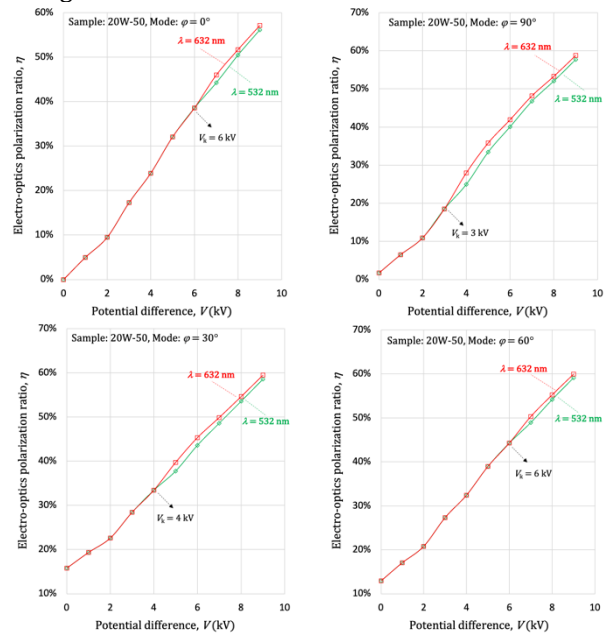 Sample: 20W-50, Mode: φ = 0°
Electro-optics polarization ratio, η
60%
50%
40%
30%
20%
10%
0%
λ = 632 nm
λ = 532 nm
Vₖ = 6 kV
0 2 4 6 8 10
Potential difference, V(kV)
Sample: 20W-50, Mode: φ = 90°
Electro-optics polarization ratio, η
70%
60%
50%
40%
30%
20%
10%
0%
λ = 632 nm
λ = 532 nm
Vₖ = 3 kV
0 2 4 6 8 10
Potential difference, V(kV)
Sample: 20W-50, Mode: φ = 30°
Electro-optics polarization ratio, η
70%
60%
50%
40%
30%
20%
10%
λ = 632 nm
λ = 532 nm
Vₖ = 4 kV
0 2 4 6 8 10
Potential difference, V(kV)
Sample: 20W-50, Mode: φ = 60°
Electro-optics polarization ratio, η
70%
60%
50%
40%
30%
20%
10%
λ = 632 nm
λ = 532 nm
Vₖ = 6 kV
0 2 4 6 8 10
Potential difference, V(kV)